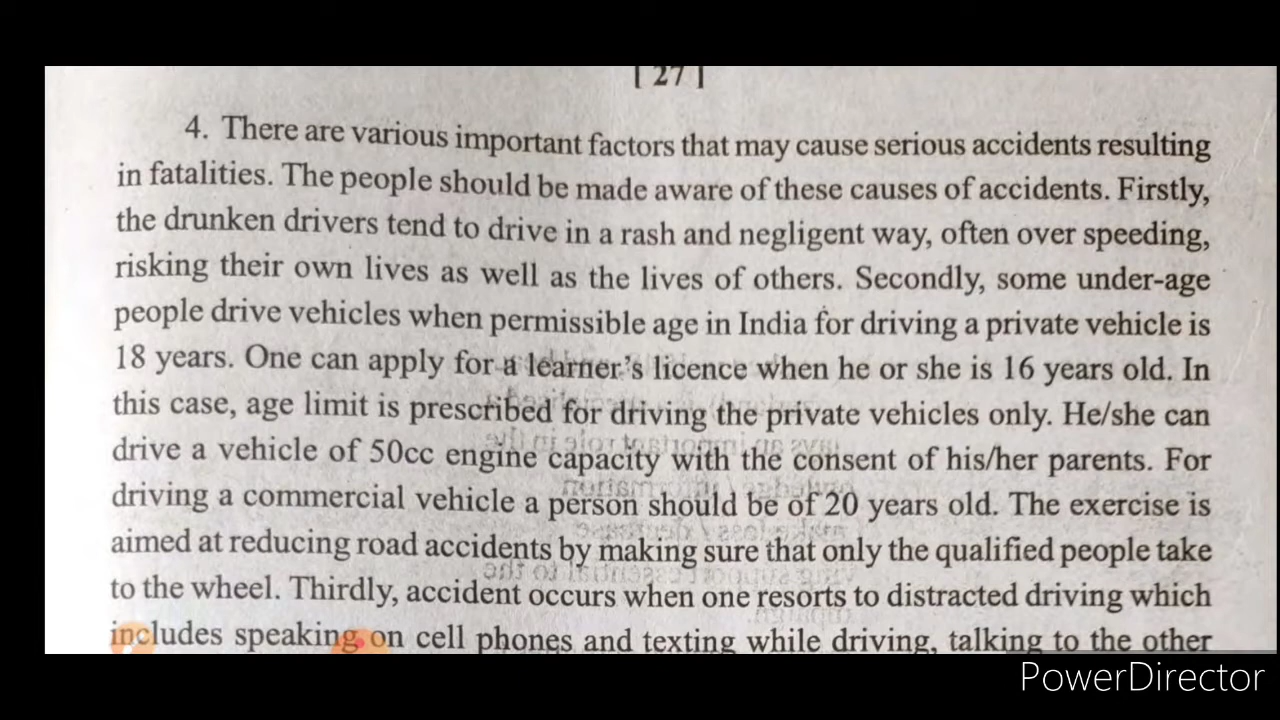 [ 27 ]
4. There are various important factors that may cause serious accidents resulting
in fatalities. The people should be made aware of these causes of accidents. Firstly,
the drunken drivers tend to drive in a rash and negligent way, often over speeding,
risking their own lives as well as the lives of others. Secondly, some under-age
people drive vehicles when permissible age in India for driving a private vehicle is
18 years. One can apply for a learner's licence when he or she is 16 years old. In
this case, age limit is prescribed for driving the private vehicles only. He/she can
drive a vehicle of 50cc engine capacity with the consent of his/her parents. For
driving a commercial vehicle a person should be of 20 years old. The exercise is
aimed at reducing road accidents by making sure that only the qualified people take
to the wheel. Thirdly, accident occurs when one resorts to distracted driving which
includes speaking on cell phones and texting while driving, talking to the other
PowerDirector